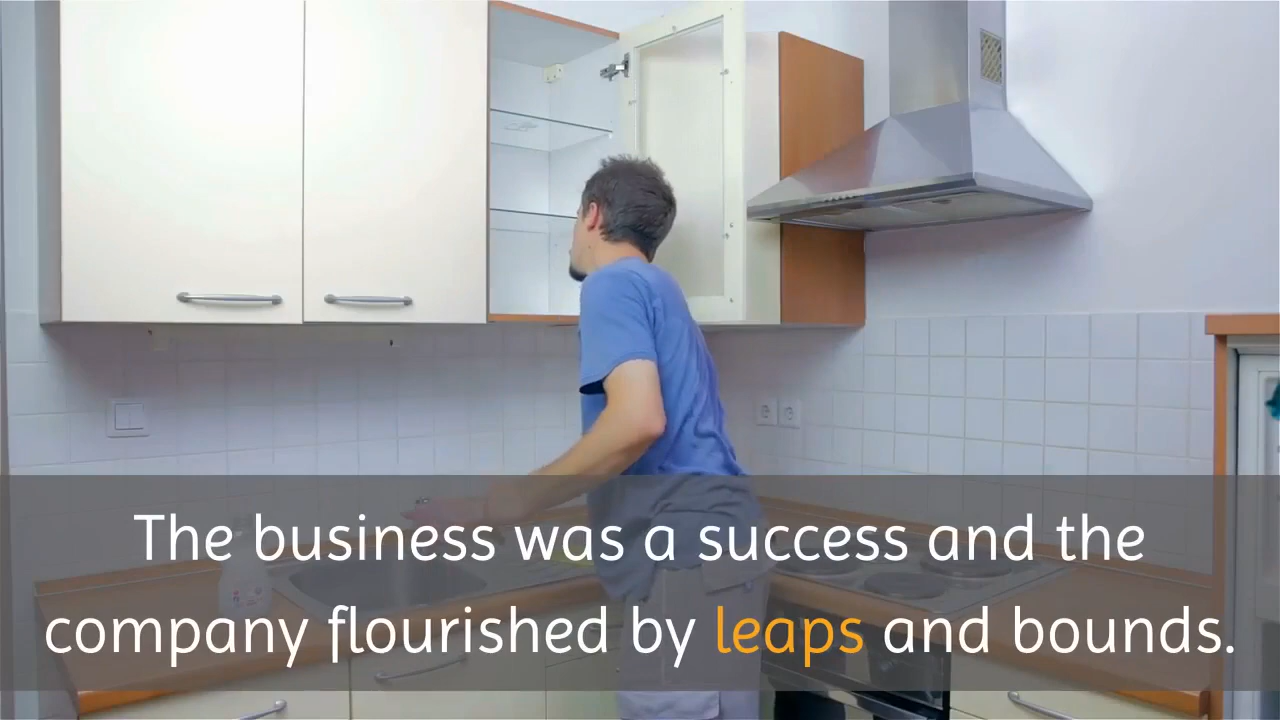 The business was a success and the
company flourished by leaps and bounds.